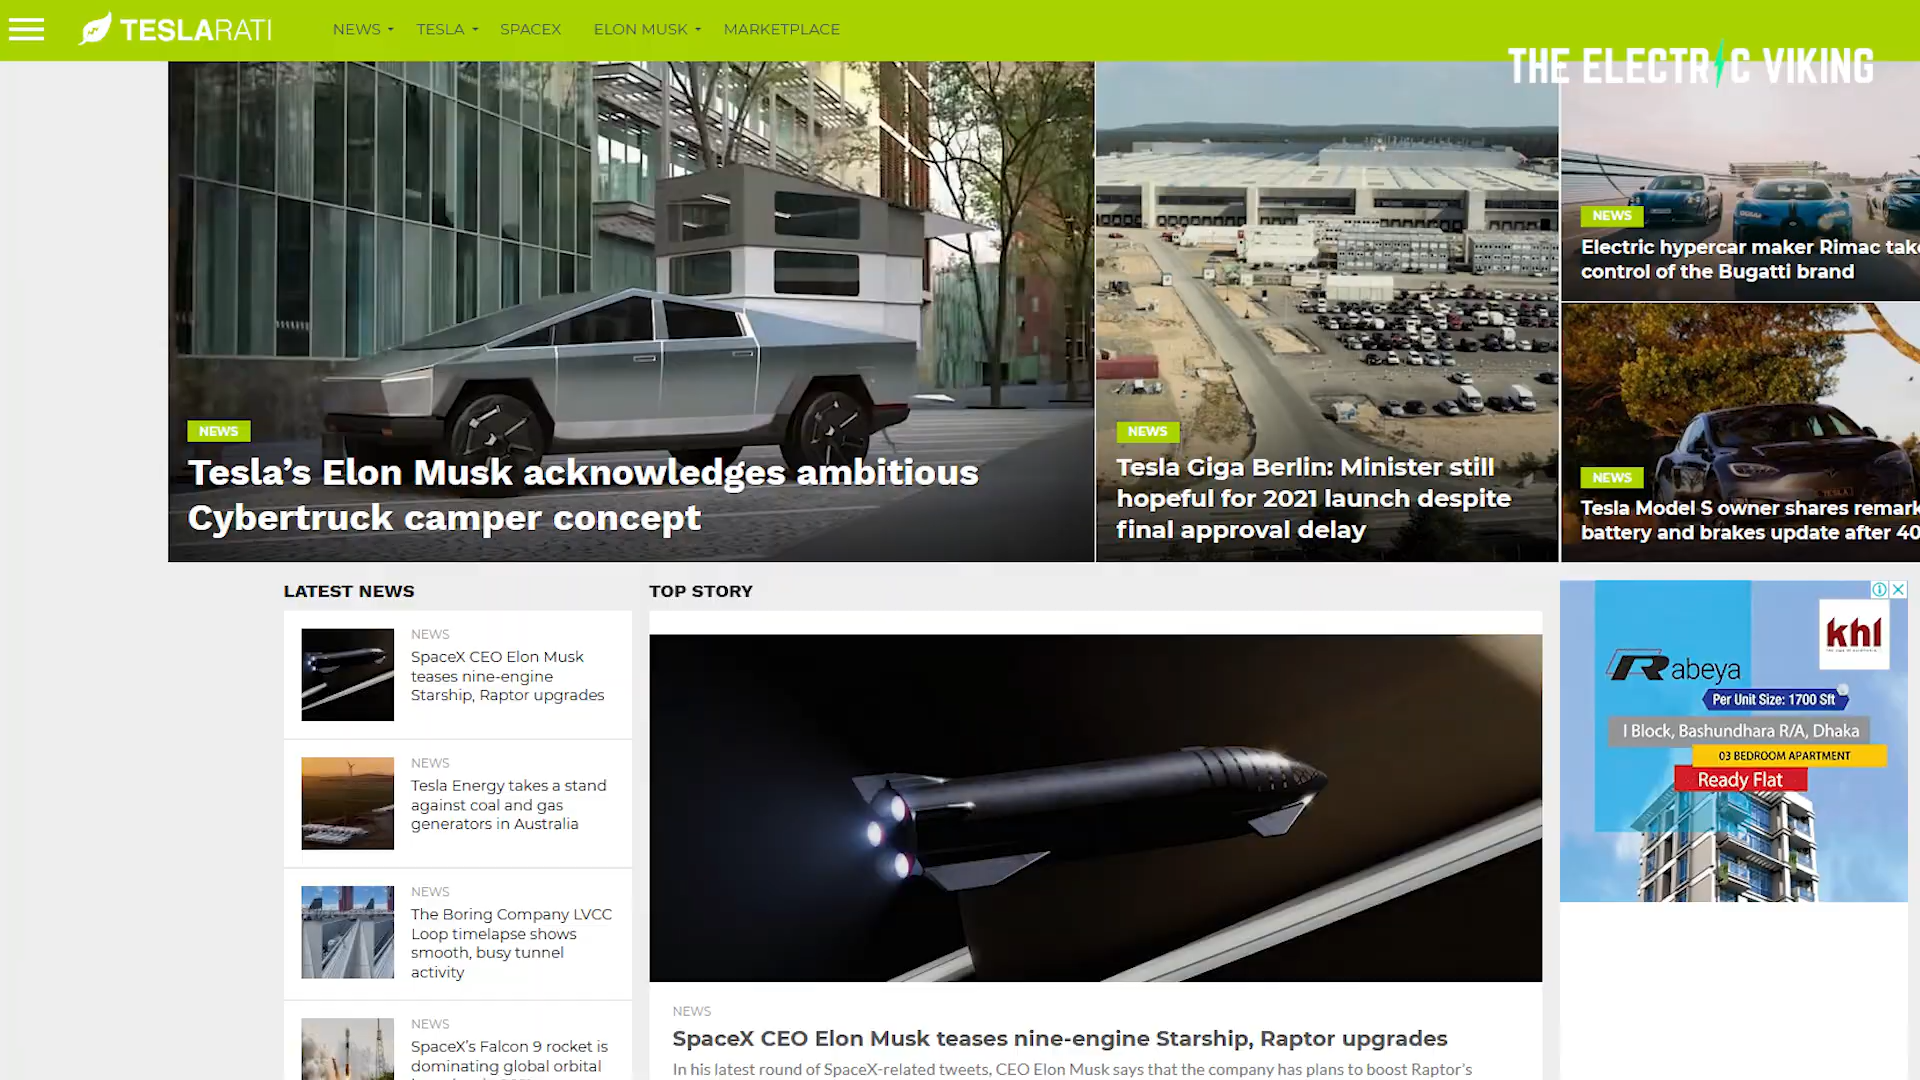 TESLARATI
NEWS
TESLA
SPACEX
ELON MUSK
MARKETPLACE
THE ELECTRIC VIKING
NEWS
Tesla’s Elon Musk acknowledges ambitious
Cybertruck camper concept
NEWS
Tesla Giga Berlin: Minister still
hopeful for 2021 launch despite
final approval delay
NEWS
Electric hypercar maker Rimac
control of the Bugatti brand
NEWS
Tesla Model S owner shares
battery and brakes update after
LATEST NEWS
NEWS
SpaceX CEO Elon Musk
teases nine-engine
Starship, Raptor upgrades
NEWS
Tesla Energy takes a stand
against coal and gas
generators in Australia
NEWS
The Boring Company LVCC
Loop timelapse shows
smooth, busy tunnel
activity
NEWS
SpaceX’s Falcon 9 rocket is
dominating global orbital
TOP STORY
NEWS
SpaceX CEO Elon Musk teases nine-engine Starship, Raptor upgrades
In his latest round of SpaceX-related tweets, CEO Elon Musk says that the company has plans to boost Raptor’s
khl
Rabeya
Per Unit Size: 1700 Sft
I Block, Bashundhara R/A, Dhaka
03 BEDROOM APARTMENT
Ready Flat